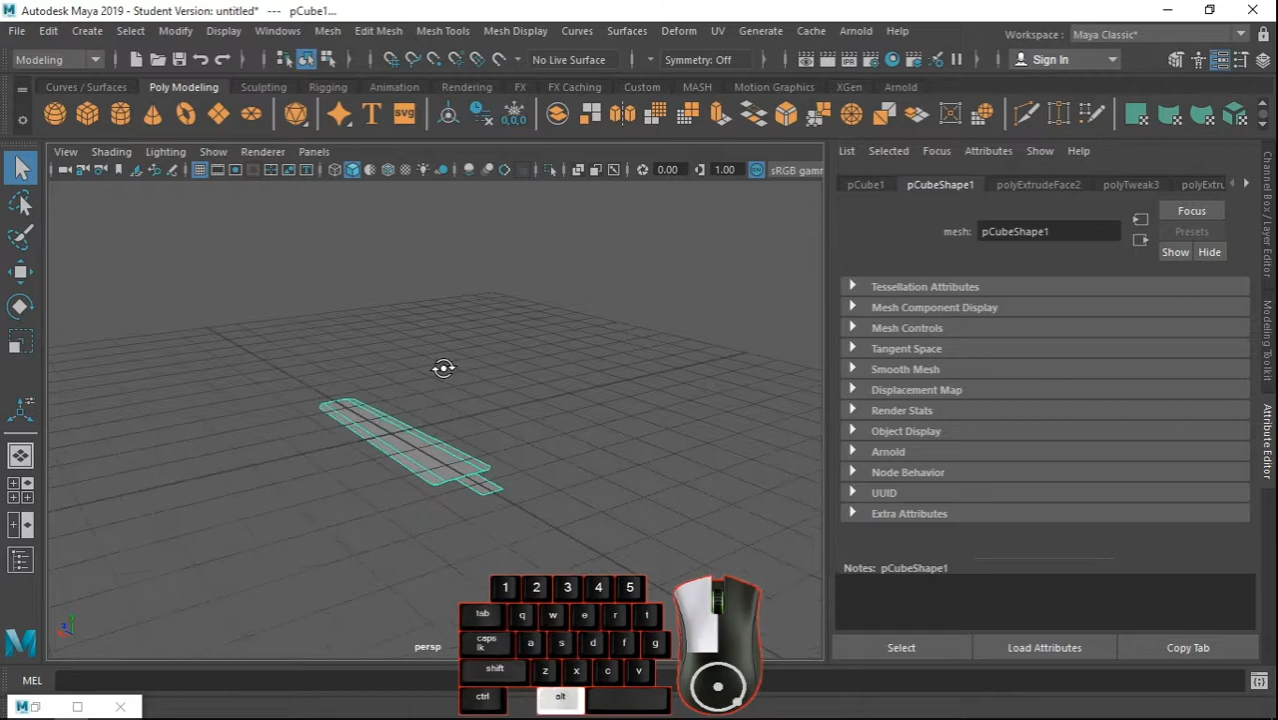 Autodesk Maya 2019 - Student Version: untitled* --- pCube1...
File Edit Create Select Modify Display Windows Mesh Edit Mesh Mesh Tools Mesh Display Curves Surfaces Deform UV Generate Cache Arnold Help Workspace : Maya Classic*
Modeling No Live Surface Symmetry: Off Sign In
Curves / Surfaces Poly Modeling Sculpting Rigging Animation Rendering FX FX Caching Custom MASH Motion Graphics XGen Arnold
T SVG 0,0,0
View Shading Lighting Show Renderer Panels
0.00 1.00 sRGB gamm
List Selected Focus Attributes Show Help
pCube1 pCubeShape1 polyExtrudeFace2 polyTweak3 polyExtru
Focus
mesh: pCubeShape1 Presets
Show Hide
Tessellation Attributes
Mesh Component Display
Mesh Controls
Tangent Space
Smooth Mesh
Displacement Map
Render Stats
Object Display
Arnold
Node Behavior
UUID
Extra Attributes
Notes: pCubeShape1
Select Load Attributes Copy Tab
Channel Box / Layer Editor
Modeling Toolkit
Attribute Editor
persp
1 2 3 4 5
tab q w e r t
caps lk a s d f g
shift z x c v
ctrl alt
MEL